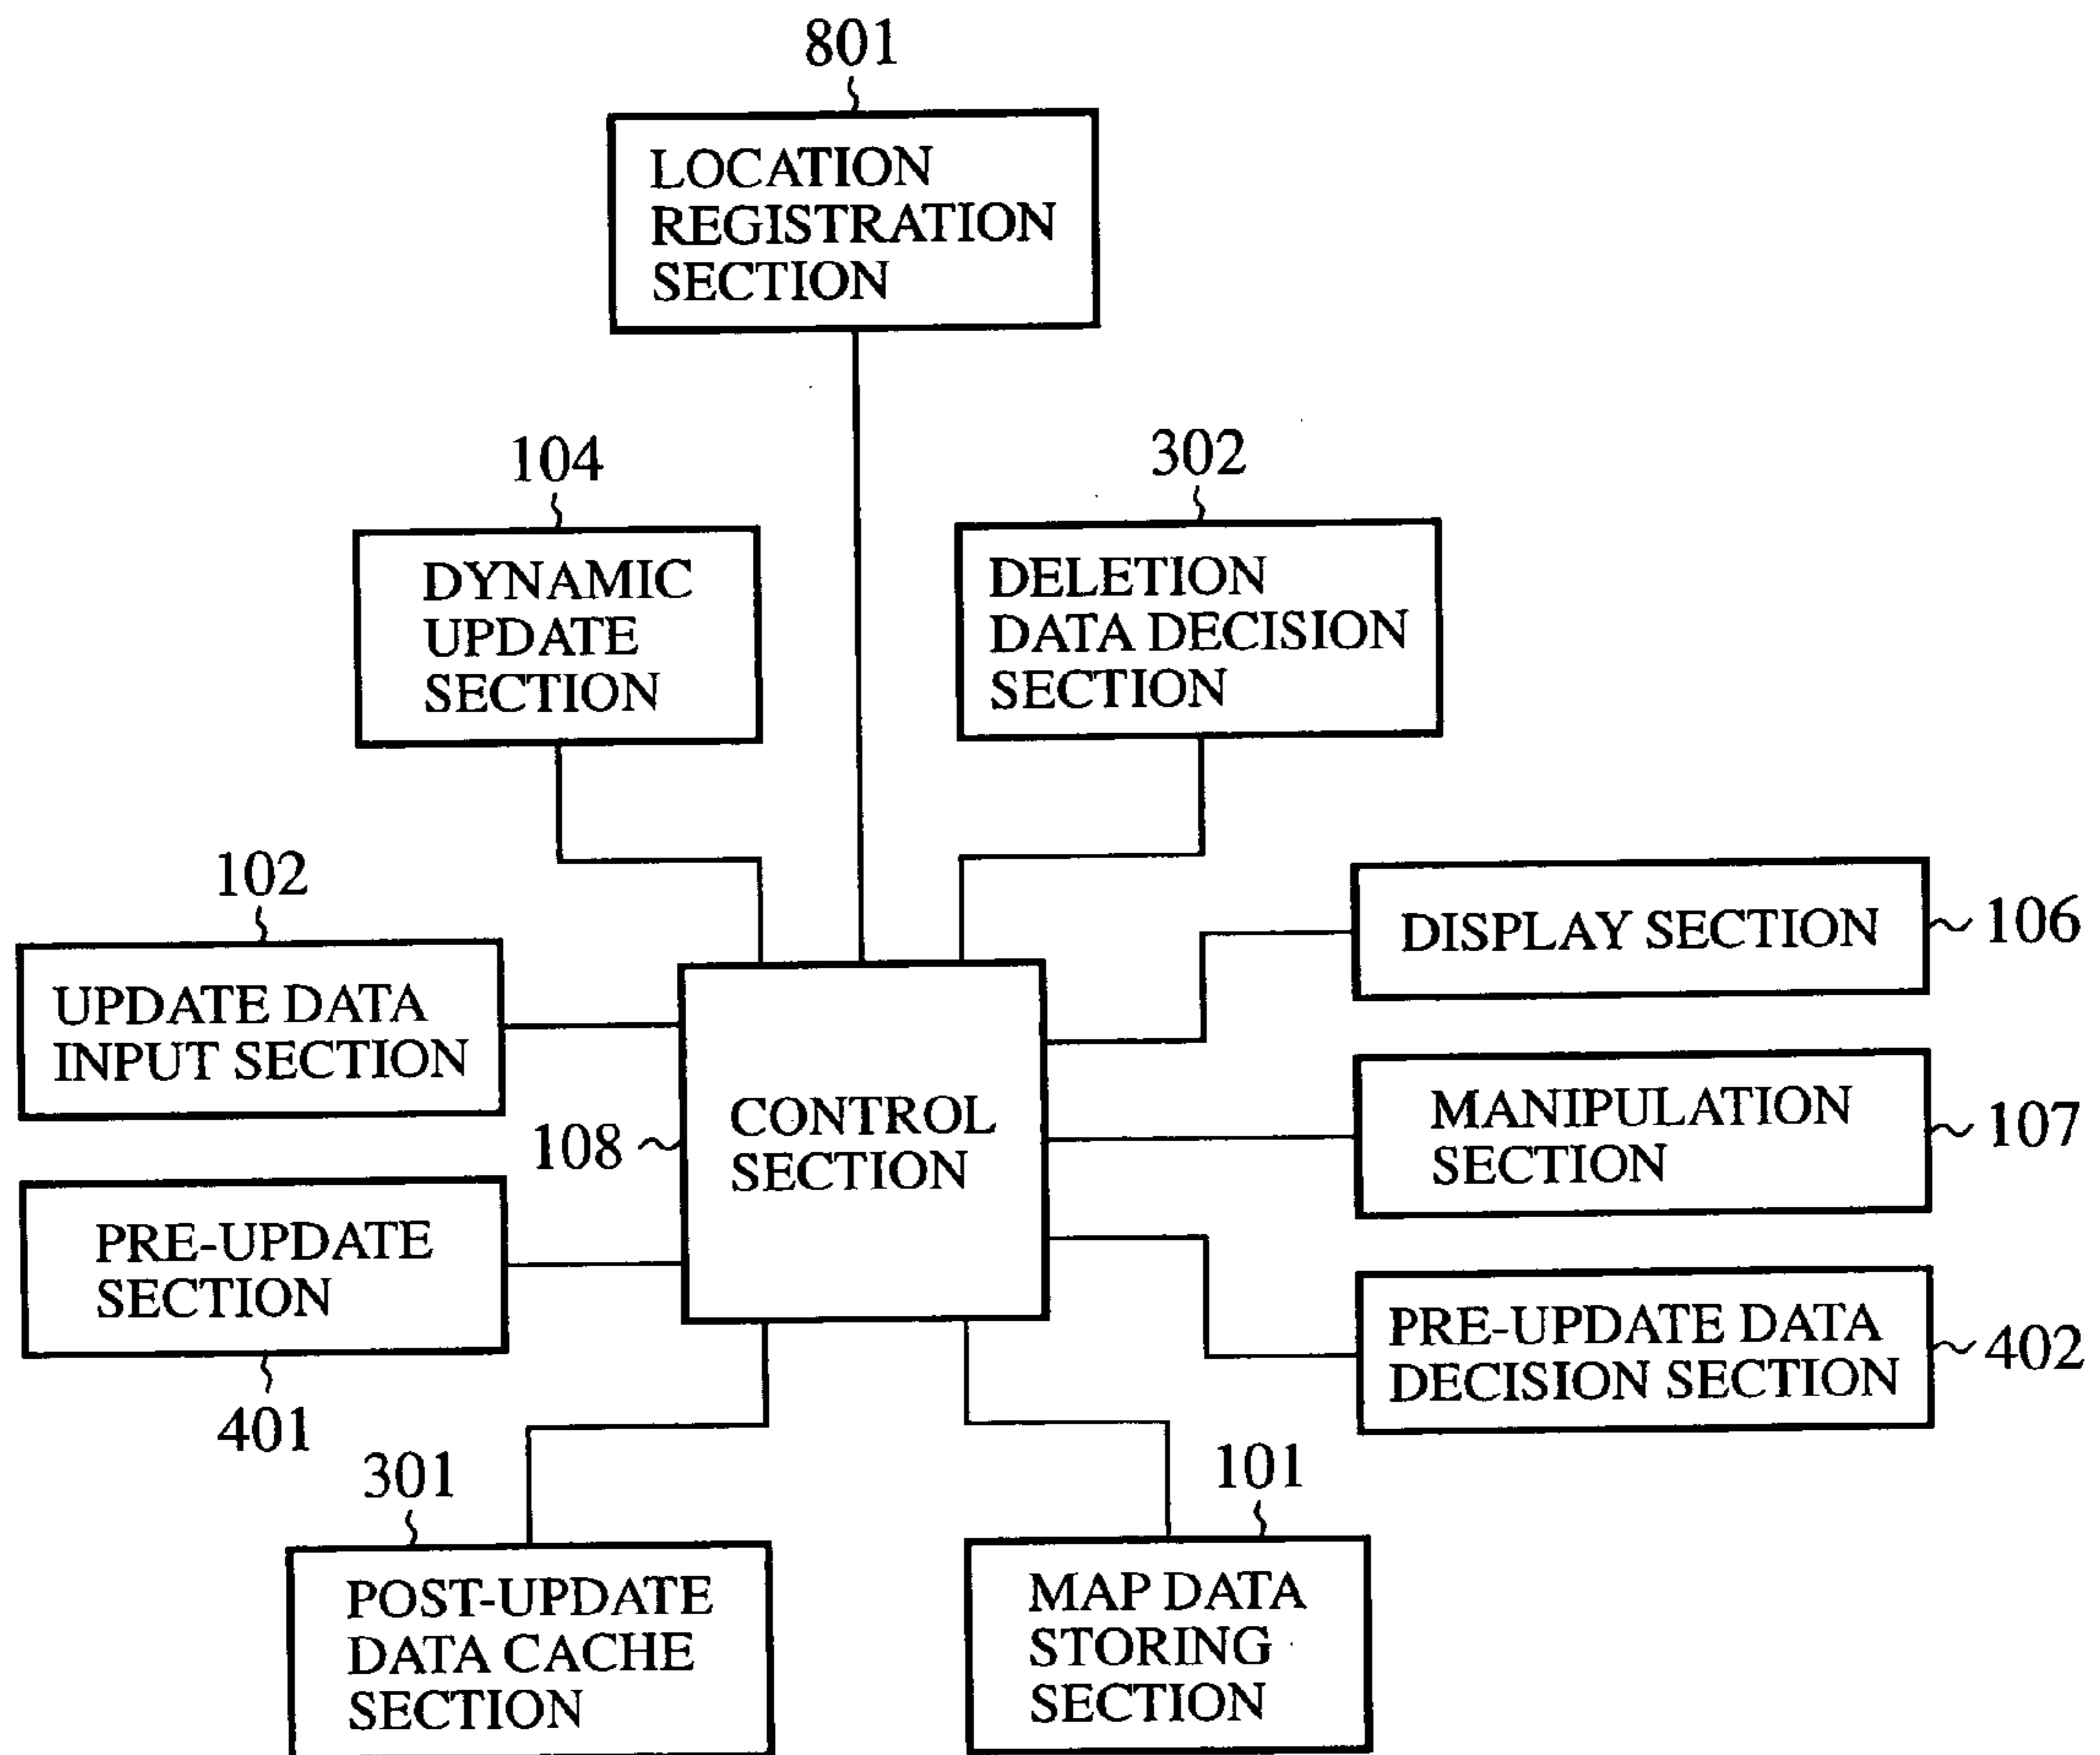 801
LOCATION
REGISTRATION
SECTION
104
DYNAMIC
UPDATE
SECTION
302
DELETION
DATA DECISION
SECTION
102
UPDATE DATA
INPUT SECTION
DISPLAY SECTION
106
108
CONTROL
SECTION
MANIPULATION
SECTION
107
PRE-UPDATE
SECTION
401
PRE-UPDATE DATA
DECISION SECTION
402
301
POST-UPDATE
DATA CACHE
SECTION
101
MAP DATA
STORING
SECTION